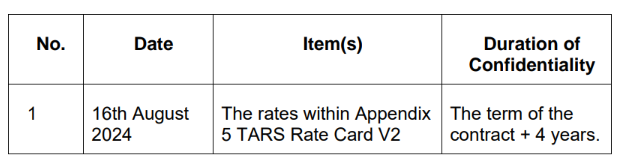 No.
Date
Item(s)
Duration of
Confidentiality
1
16th August
2024
The rates within Appendix
5 TARS Rate Card V2
The term of the
contract + 4 years.